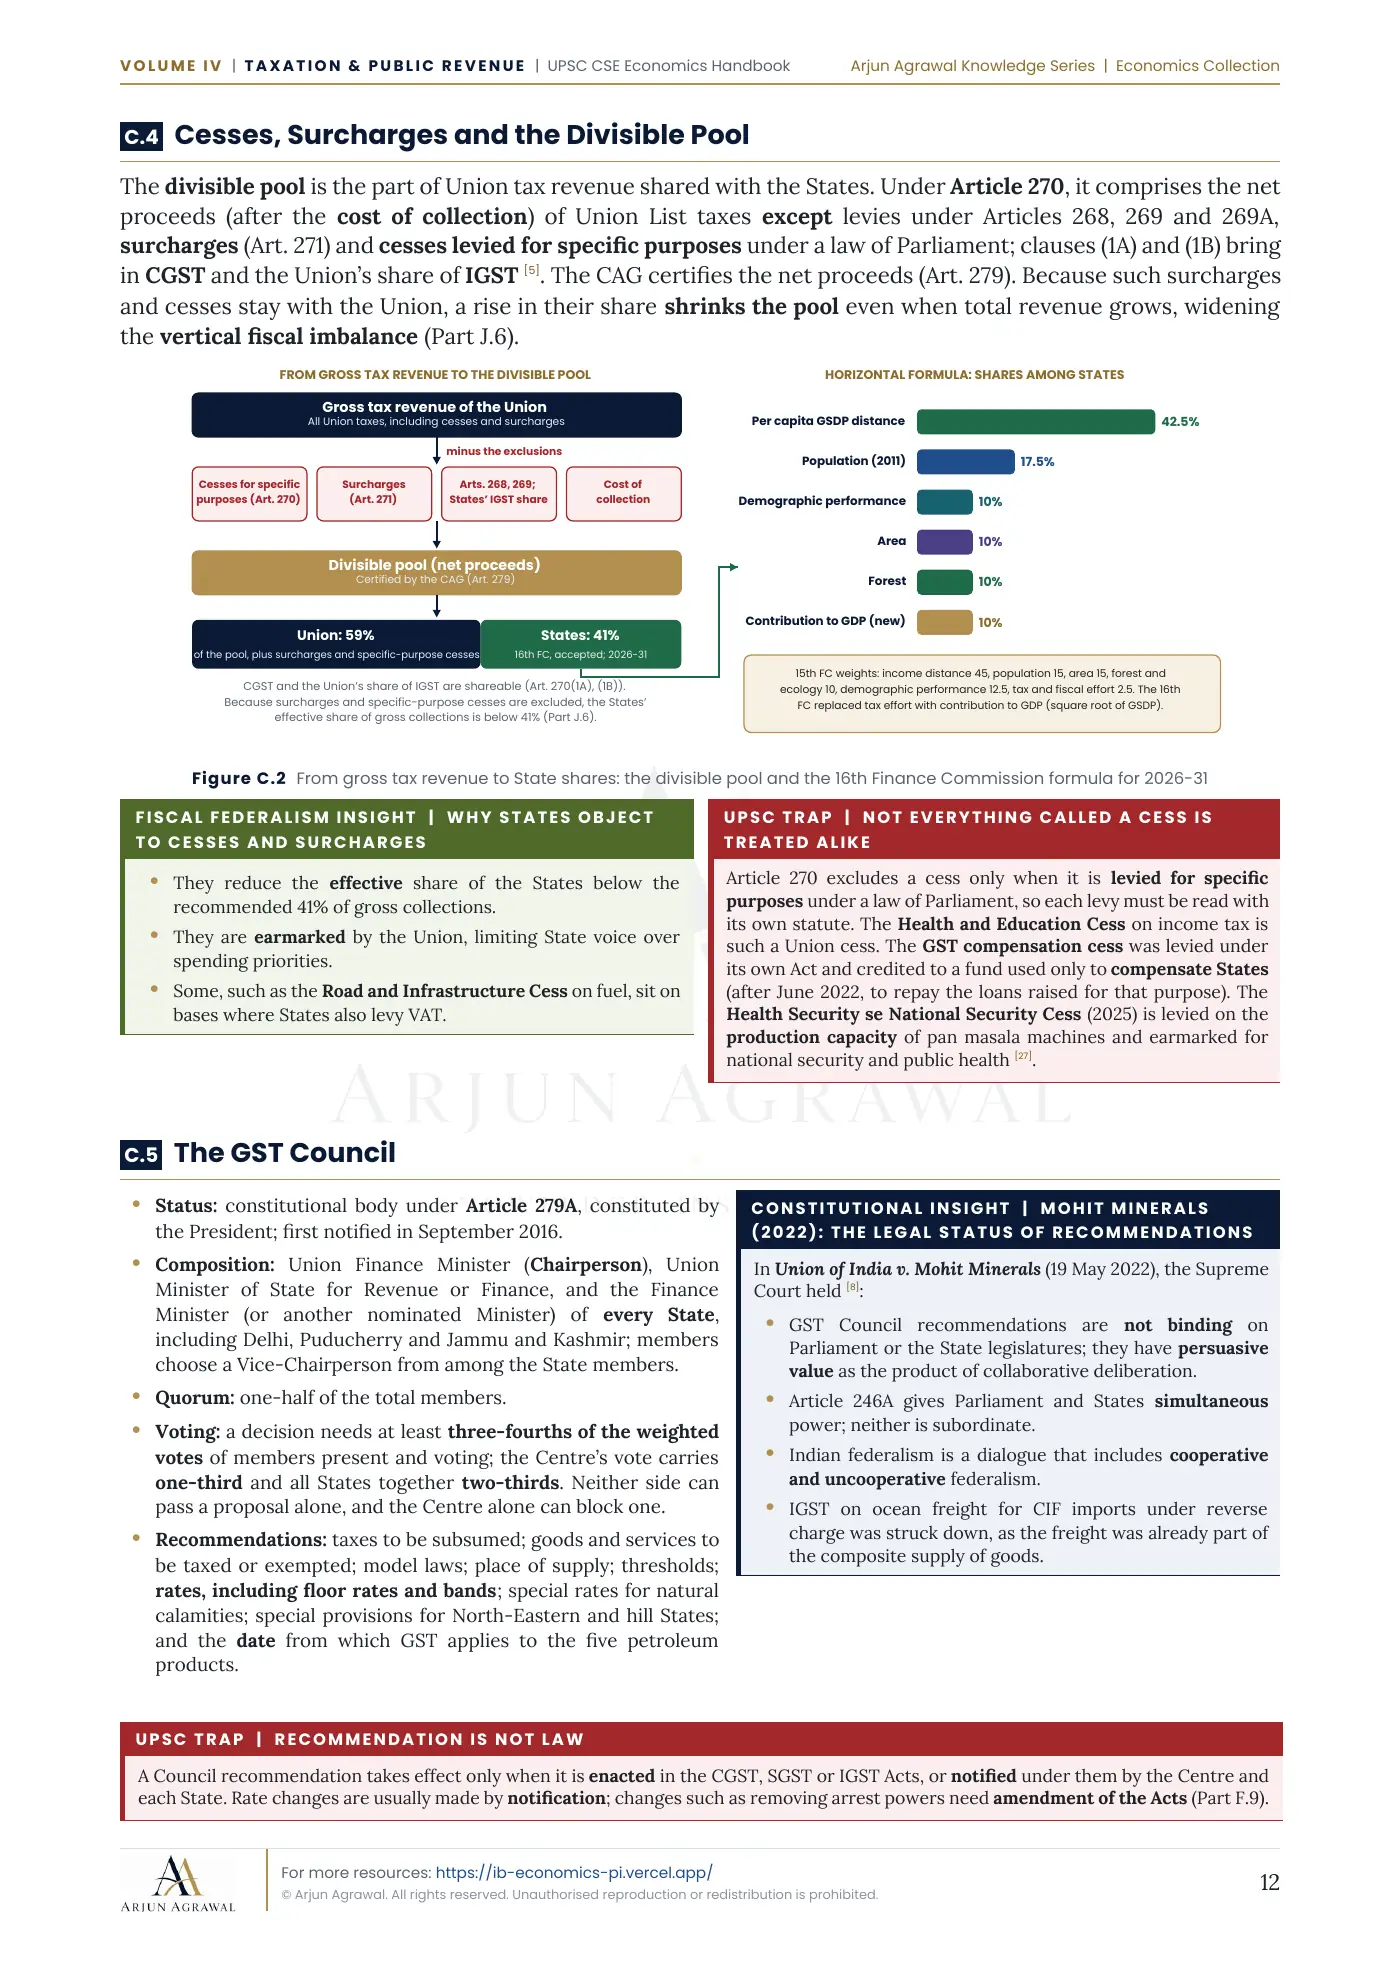 VOLUME IV | TAXATION & PUBLIC REVENUE | UPSC CSE Economics Handbook
Arjun Agrawal Knowledge Series | Economics Collection
C.4 Cesses, Surcharges and the Divisible Pool
The divisible pool is the part of Union tax revenue shared with the States. Under Article 270, it comprises the net
proceeds (after the cost of collection) of Union List taxes except levies under Articles 268, 269 and 269A,
surcharges (Art. 271) and cesses levied for specific purposes under a law of Parliament; clauses (1A) and (1B) bring
in CGST and the Union's share of IGST [5]. The CAG certifies the net proceeds (Art. 279). Because such surcharges
and cesses stay with the Union, a rise in their share shrinks the pool even when total revenue grows, widening
the vertical fiscal imbalance (Part J.6).
FROM GROSS TAX REVENUE TO THE DIVISIBLE POOL
Gross tax revenue of the Union
All Union taxes, including cesses and surcharges
minus the exclusions
Cesses for specific
purposes (Art. 270)
Surcharges
(Art. 271)
Arts. 268, 269;
States' IGST share
Cost of
collection
Divisible pool (net proceeds)
Certified by the CAG (Art. 279)
Union: 59%
of the pool, plus surcharges and specific-purpose cesses
States: 41%
16th FC, accepted; 2026-31
CGST and the Union's share of IGST are shareable (Art. 270(1A), (1B)).
Because surcharges and specific-purpose cesses are excluded, the States'
effective share of gross collections is below 41% (Part J.6).
HORIZONTAL FORMULA: SHARES AMONG STATES
Per capita GSDP distance 42.5%
Population (2011) 17.5%
Demographic performance 10%
Area 10%
Forest 10%
Contribution to GDP (new) 10%
15th FC weights: income distance 45, population 15, area 15, forest and
ecology 10, demographic performance 12.5, tax and fiscal effort 2.5. The 16th
FC replaced tax effort with contribution to GDP (square root of GSDP).
Figure C.2 From gross tax revenue to State shares: the divisible pool and the 16th Finance Commission formula for 2026-31
FISCAL FEDERALISM INSIGHT | WHY STATES OBJECT
TO CESSES AND SURCHARGES
• They reduce the effective share of the States below the
recommended 41% of gross collections.
• They are earmarked by the Union, limiting State voice over
spending priorities.
• Some, such as the Road and Infrastructure Cess on fuel, sit on
bases where States also levy VAT.
UPSC TRAP | NOT EVERYTHING CALLED A CESS IS
TREATED ALIKE
Article 270 excludes a cess only when it is levied for specific
purposes under a law of Parliament, so each levy must be read with
its own statute. The Health and Education Cess on income tax is
such a Union cess. The GST compensation cess was levied under
its own Act and credited to a fund used only to compensate States
(after June 2022, to repay the loans raised for that purpose). The
Health Security se National Security Cess (2025) is levied on the
production capacity of pan masala machines and earmarked for
national security and public health [27].
ARJUN AGRAWAL
C.5 The GST Council
• Status: constitutional body under Article 279A, constituted by
the President; first notified in September 2016.
• Composition: Union Finance Minister (Chairperson), Union
Minister of State for Revenue or Finance, and the Finance
Minister (or another nominated Minister) of every State,
including Delhi, Puducherry and Jammu and Kashmir; members
choose a Vice-Chairperson from among the State members.
• Quorum: one-half of the total members.
• Voting: a decision needs at least three-fourths of the weighted
votes of members present and voting; the Centre's vote carries
one-third and all States together two-thirds. Neither side can
pass a proposal alone, and the Centre alone can block one.
• Recommendations: taxes to be subsumed; goods and services to
be taxed or exempted; model laws; place of supply; thresholds;
rates, including floor rates and bands; special rates for natural
calamities; special provisions for North-Eastern and hill States;
and the date from which GST applies to the five petroleum
products.
CONSTITUTIONAL INSIGHT | MOHIT MINERALS
(2022): THE LEGAL STATUS OF RECOMMENDATIONS
In Union of India v. Mohit Minerals (19 May 2022), the Supreme
Court held [8]:
• GST Council recommendations are not binding on
Parliament or the State legislatures; they have persuasive
value as the product of collaborative deliberation.
• Article 246A gives Parliament and States simultaneous
power; neither is subordinate.
• Indian federalism is a dialogue that includes cooperative
and uncooperative federalism.
• IGST on ocean freight for CIF imports under reverse
charge was struck down, as the freight was already part of
the composite supply of goods.
UPSC TRAP | RECOMMENDATION IS NOT LAW
A Council recommendation takes effect only when it is enacted in the CGST, SGST or IGST Acts, or notified under them by the Centre and
each State. Rate changes are usually made by notification; changes such as removing arrest powers need amendment of the Acts (Part F.9).
ARJUN AGRAWAL
For more resources: https://ib-economics-pi.vercel.app/
© Arjun Agrawal. All rights reserved. Unauthorised reproduction or redistribution is prohibited.
12